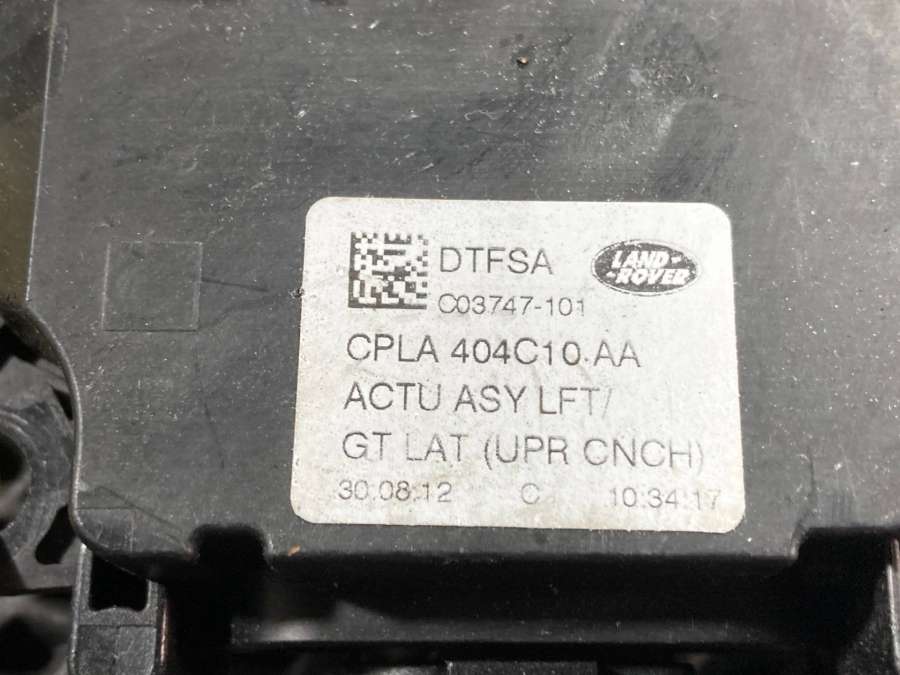 DTFSA
LAND-
-ROVER
C03747-101
CPLA 404C10 AA
ACTU ASY LFT/
GT LAT (UPR CNCH)
30.08.12 C 10:34:17